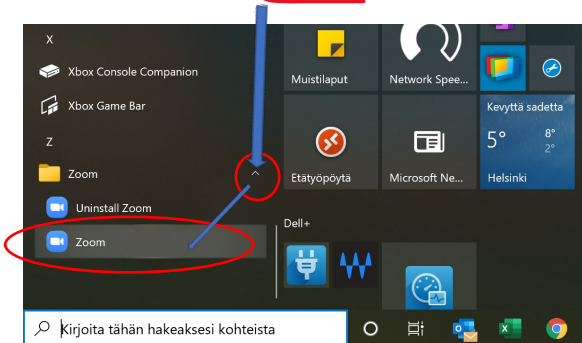 X
Xbox Console Companion
Xbox Game Bar
Z
Zoom
Uninstall Zoom
Zoom
Muistilaput
Network Spee...
Etätyöpöytä
Microsoft Ne...
Kevyttä sadetta
5°
8°
2°
Helsinki
Dell+
Kirjoita tähän hakeaksesi kohteista